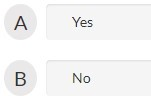 A Yes
B No